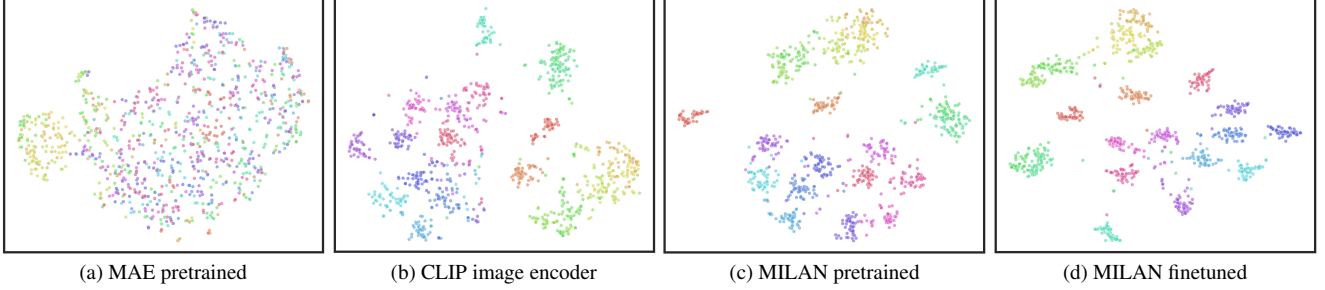 (a) MAE pretrained
(b) CLIP image encoder
(c) MILAN pretrained
(d) MILAN finetuned